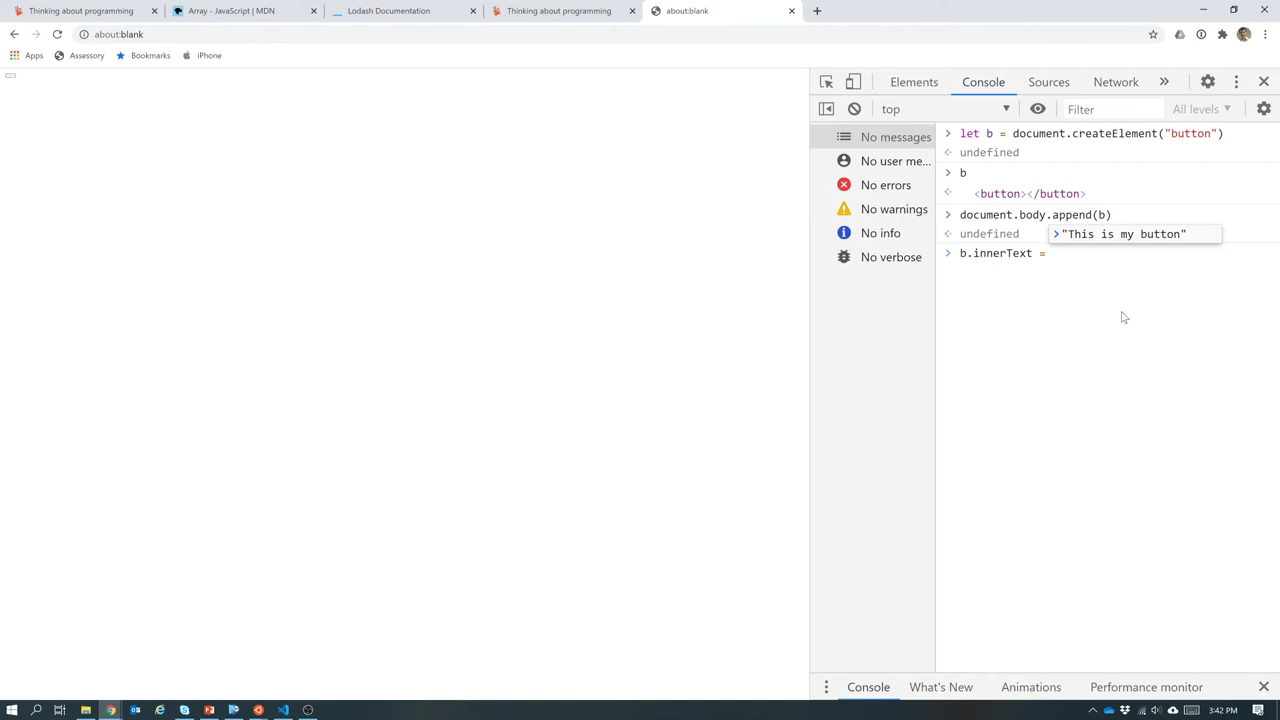 Thinking about programming
Array - JavaScript | MDN
Lodash Documentation
Thinking about programming
about:blank
about:blank
Apps
Assessory
Bookmarks
iPhone
Elements
Console
Sources
Network
top
Filter
All levels
No messages
No user me...
No errors
No warnings
No info
No verbose
let b = document.createElement("button")
undefined
b
<button></button>
document.body.append(b)
undefined
"This is my button"
b.innerText =
Console
What's New
Animations
Performance monitor
3:42 PM